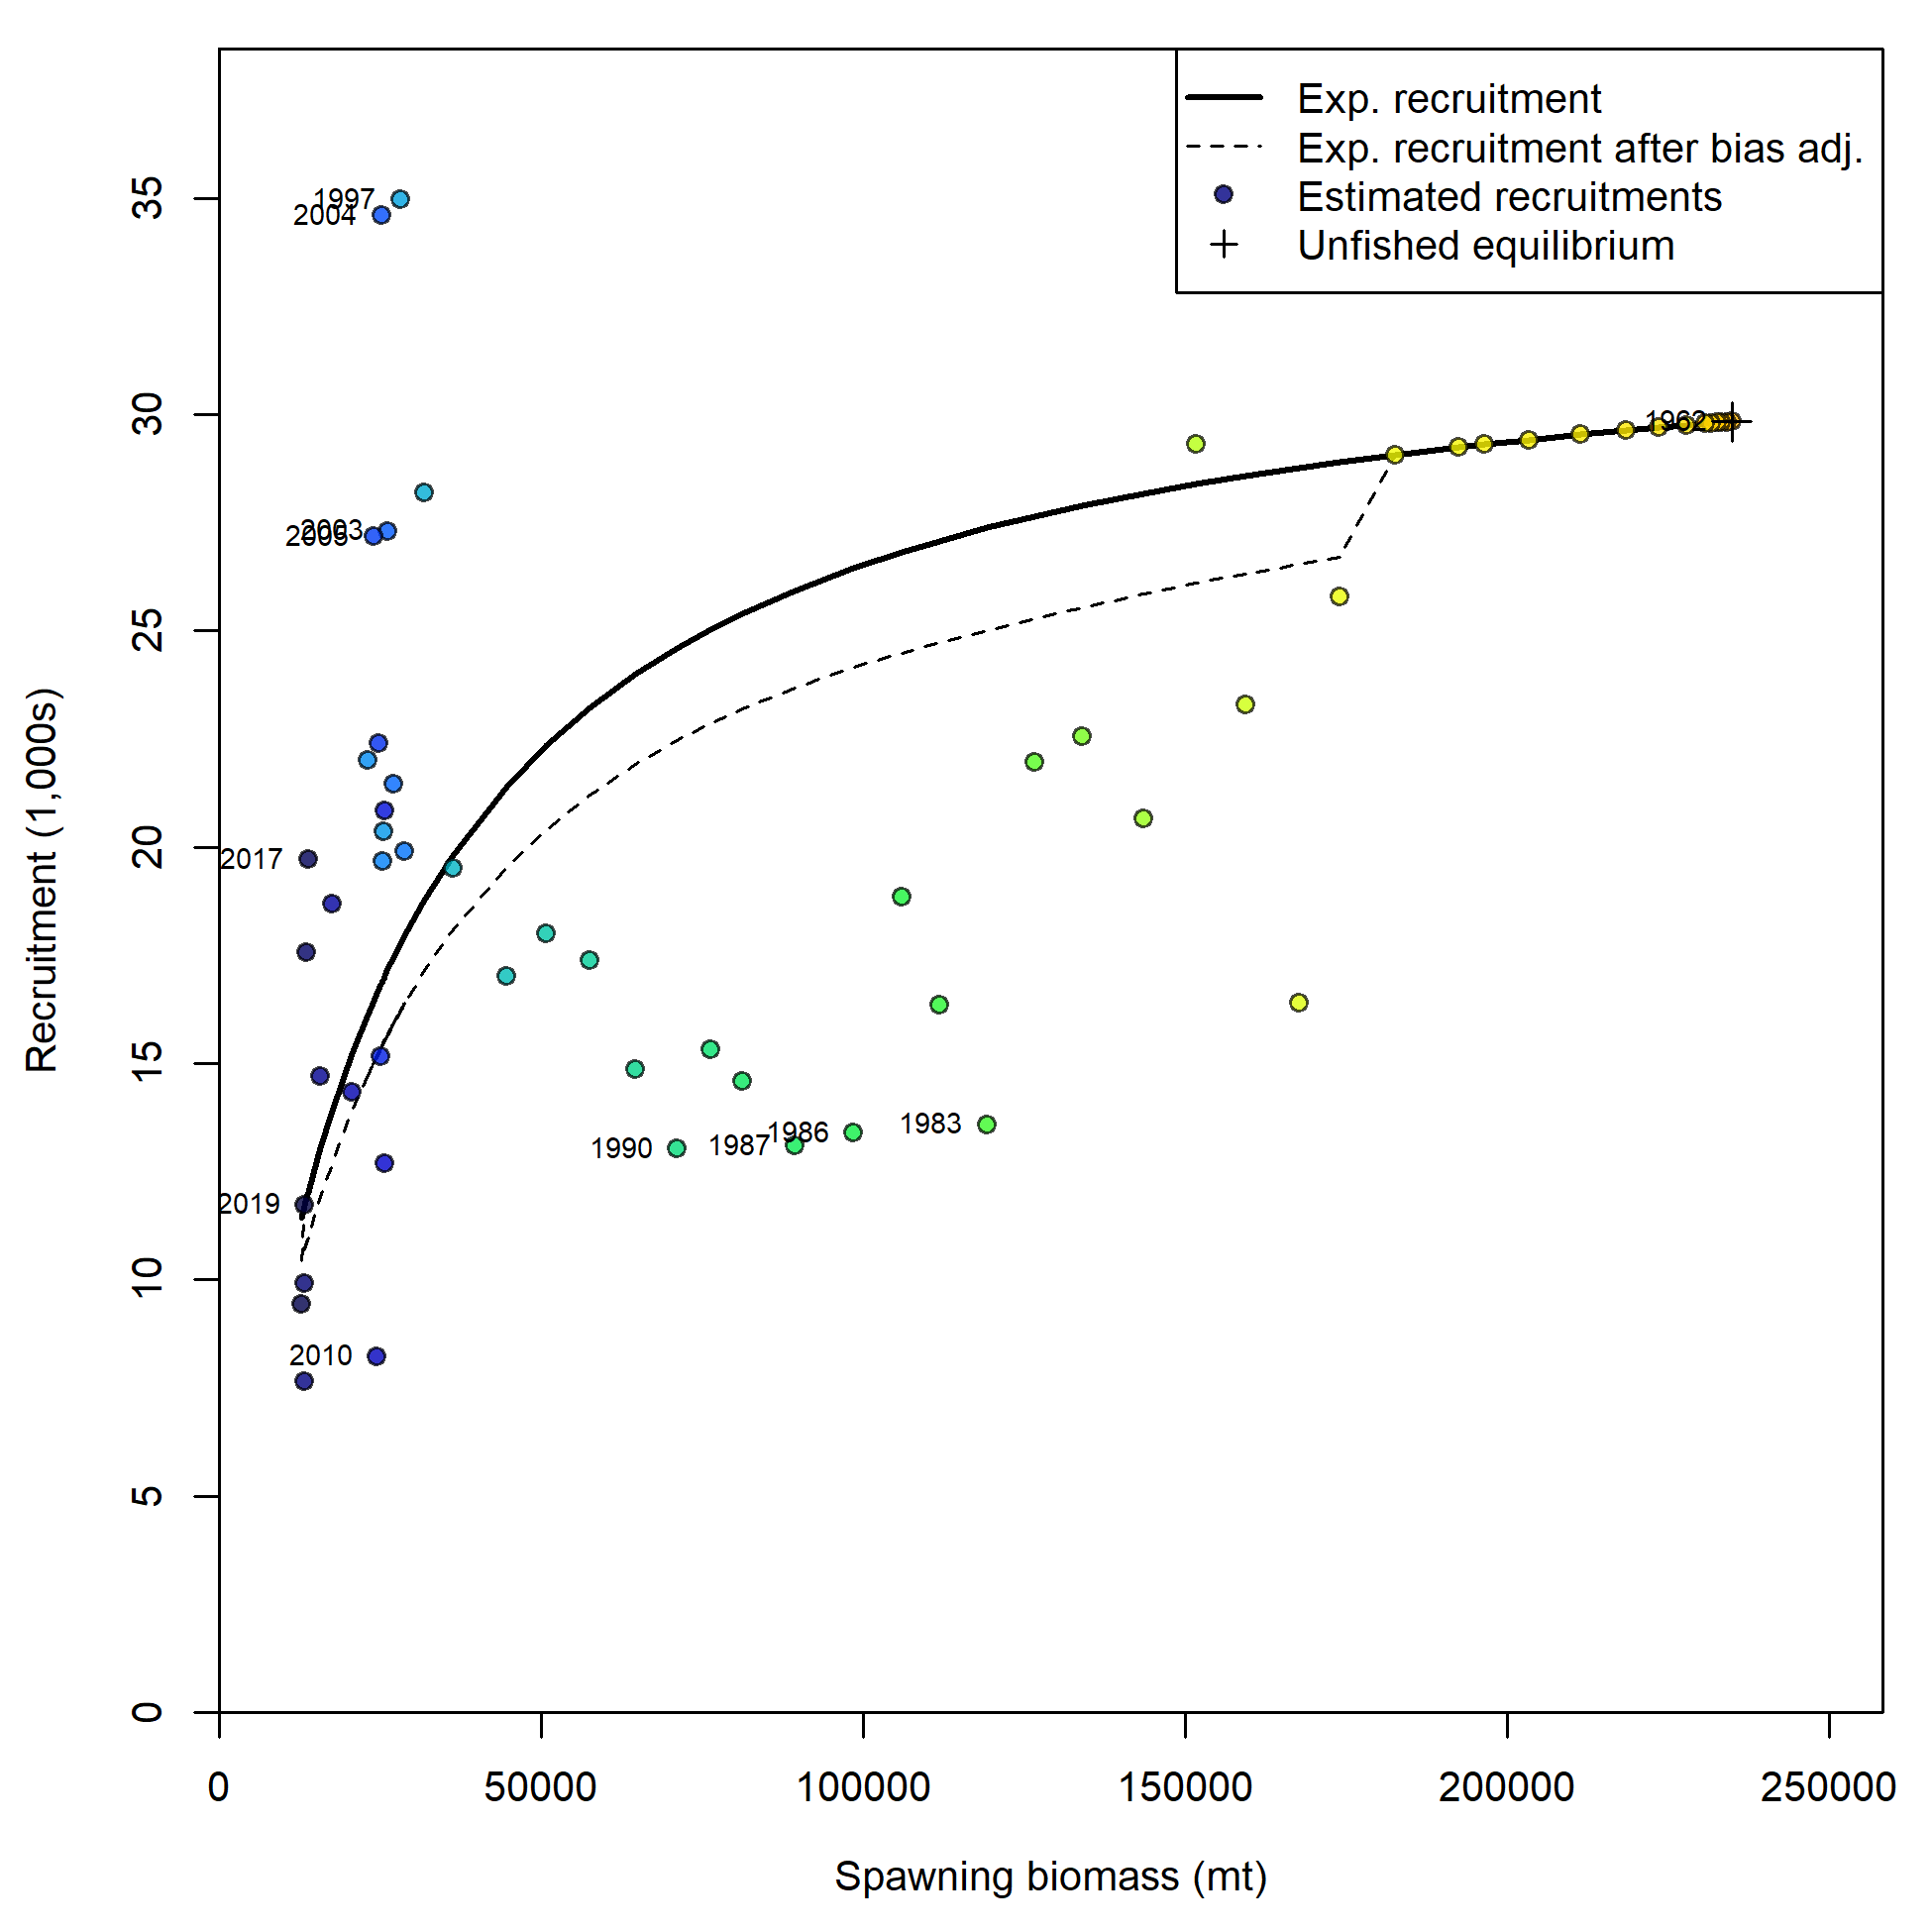 Exp. recruitment
Exp. recruitment after bias adj.
Estimated recruitments
Unfished equilibrium
35
1997
2004
30
1962
2003
2005
25
20
2017
15
1983
1986
1987
1990
2019
10
2010
5
0
Recruitment (1,000s)
0 50000 100000 150000 200000 250000
Spawning biomass (mt)